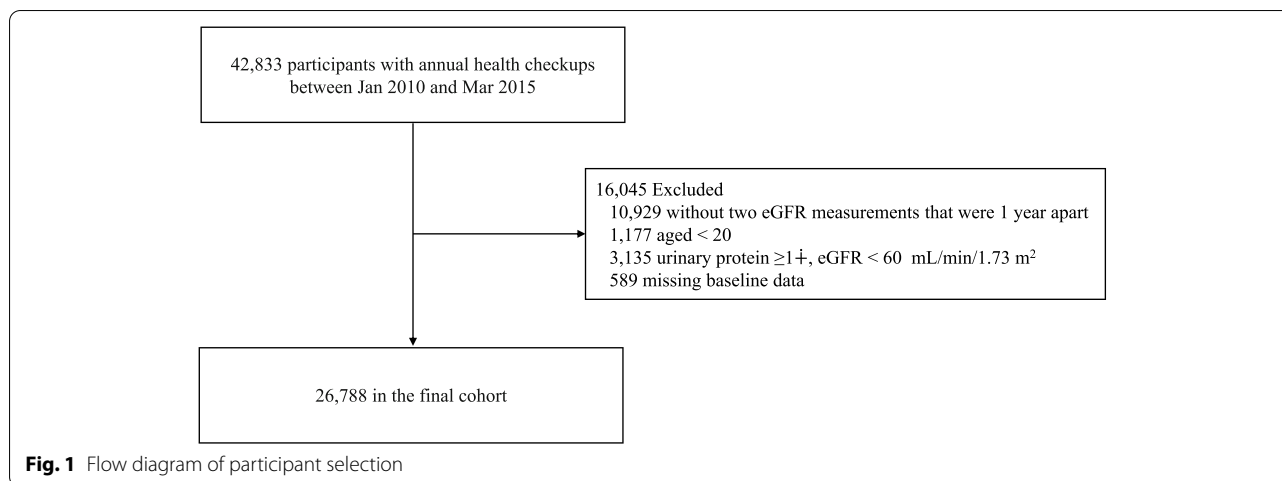 42,833 participants with annual health checkups
between Jan 2010 and Mar 2015
16,045 Excluded
10,929 without two eGFR measurements that were 1 year apart
1,177 aged < 20
3,135 urinary protein ≥1∔, eGFR < 60 mL/min/1.73 m²
589 missing baseline data
26,788 in the final cohort
Fig. 1 Flow diagram of participant selection